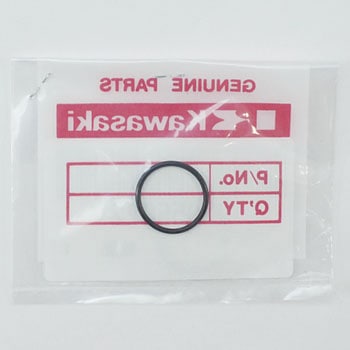 GENUINE PARTS
Kawasaki
P/No.
Q'TY